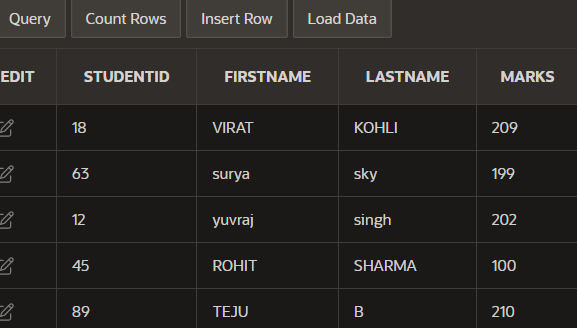 Query Count Rows Insert Row Load Data
EDIT STUDENTID FIRSTNAME LASTNAME MARKS
18 VIRAT KOHLI 209
63 surya sky 199
12 yuvraj singh 202
45 ROHIT SHARMA 100
89 TEJU B 210